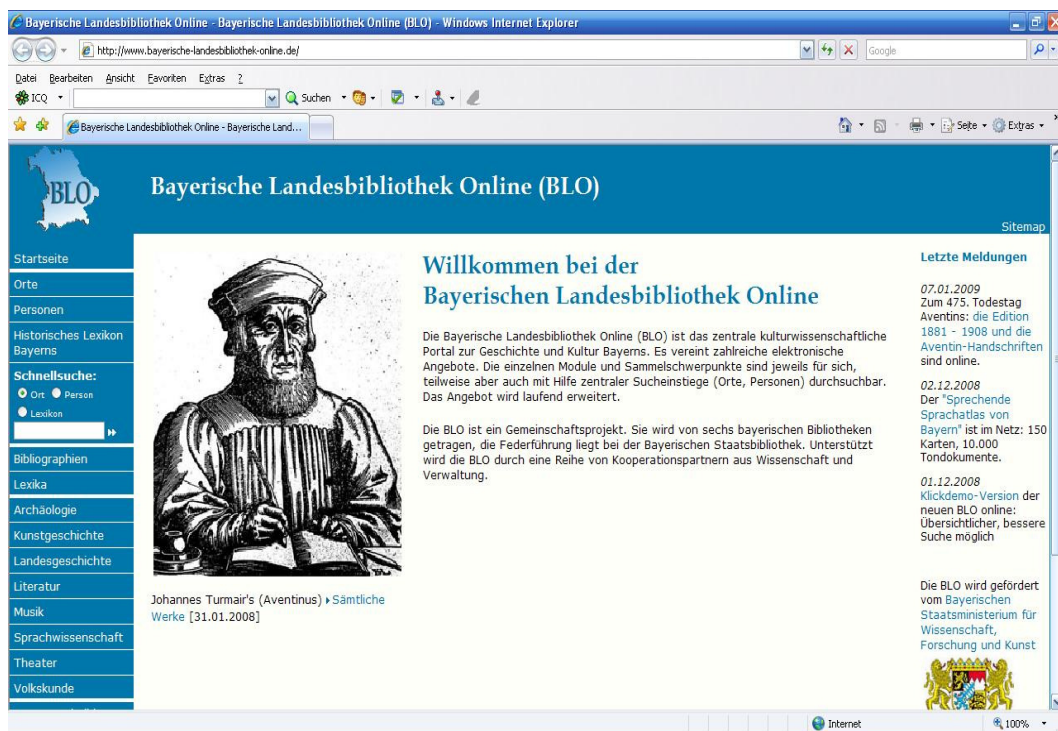 Bayerische Landesbibliothek Online - Bayerische Landesbibliothek Online (BLO) - Windows Internet Explorer
http://www.bayerische-landesbibliothek-online.de/
Google
Datei Bearbeiten Ansicht Favoriten Extras ?
ICQ
Suchen
Bayerische Landesbibliothek Online - Bayerische Land...
Seite
Extras
BLO
Bayerische Landesbibliothek Online (BLO)
Sitemap
Startseite
Orte
Personen
Historisches Lexikon
Bayerns
Schnellsuche:
Ort Person
Lexikon
Bibliographien
Lexika
Archäologie
Kunstgeschichte
Landesgeschichte
Literatur
Musik
Sprachwissenschaft
Theater
Volkskunde
Johannes Turmair's (Aventinus) Sämtliche
Werke [31.01.2008]
Willkommen bei der
Bayerischen Landesbibliothek Online
Die Bayerische Landesbibliothek Online (BLO) ist das zentrale kulturwissenschaftliche
Portal zur Geschichte und Kultur Bayerns. Es vereint zahlreiche elektronische
Angebote. Die einzelnen Module und Sammelschwerpunkte sind jeweils für sich,
teilweise aber auch mit Hilfe zentraler Sucheinstiege (Orte, Personen) durchsuchbar.
Das Angebot wird laufend erweitert.
Die BLO ist ein Gemeinschaftsprojekt. Sie wird von sechs bayerischen Bibliotheken
getragen, die Federführung liegt bei der Bayerischen Staatsbibliothek. Unterstützt
wird die BLO durch eine Reihe von Kooperationspartnern aus Wissenschaft und
Verwaltung.
Letzte Meldungen
07.01.2009
Zum 475. Todestag
Aventins: die Edition
1881 - 1908 und die
Aventin-Handschriften
sind online.
02.12.2008
Der "Sprechende
Sprachatlas von
Bayern" ist im Netz: 150
Karten, 10.000
Tondokumente.
01.12.2008
Klickdemo-Version der
neuen BLO online:
Übersichtlicher, bessere
Suche möglich
Die BLO wird gefördert
vom Bayerischen
Staatsministerium für
Wissenschaft,
Forschung und Kunst
Internet
100%